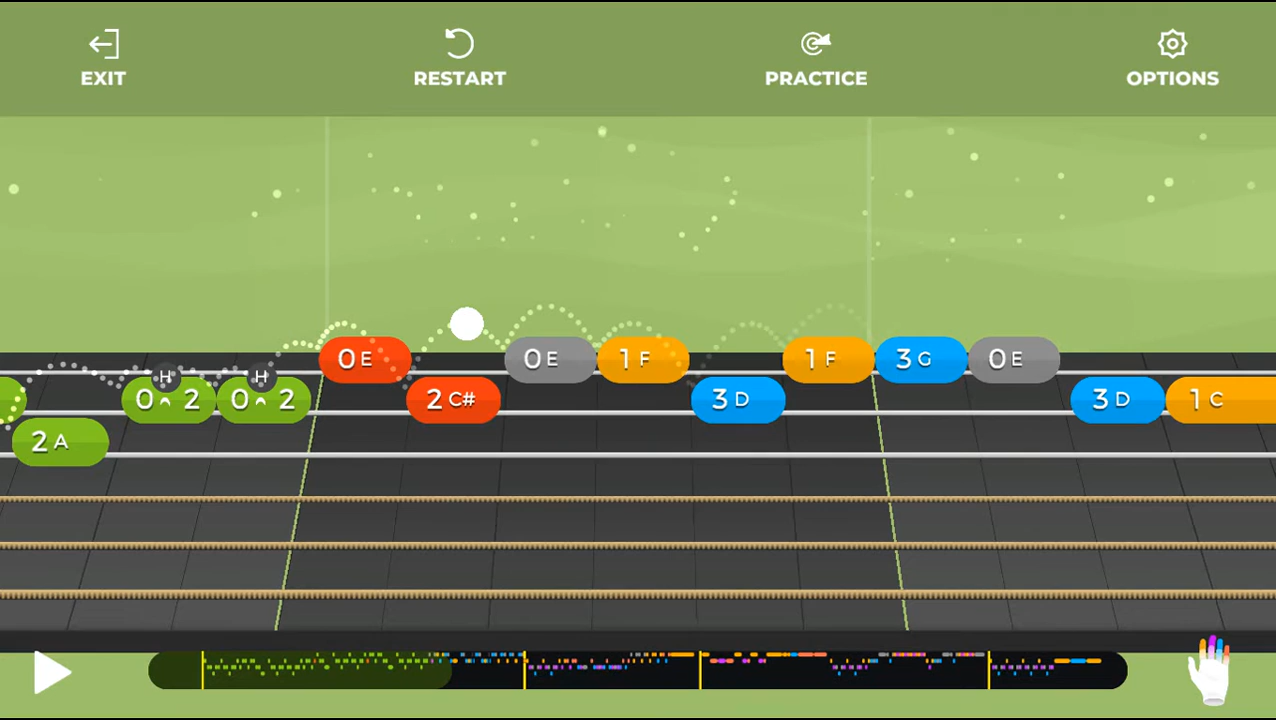 EXIT RESTART PRACTICE OPTIONS
H H
0 E 0 E 1 F 1 F 3 G 0 E
0 ^ 2 0 ^ 2 2 C# 3 D 3 D 1 C
2 A